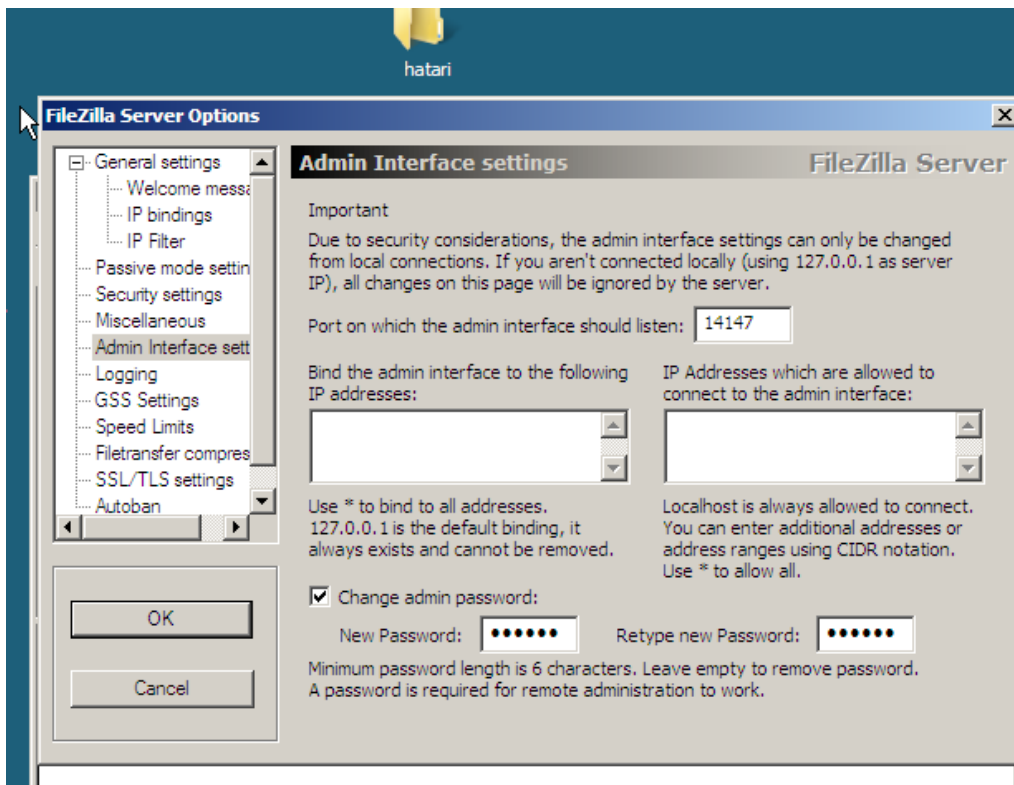 hatari
FileZilla Server Options
General settings
Welcome messa
IP bindings
IP Filter
Passive mode settin
Security settings
Miscellaneous
Admin Interface sett
Logging
GSS Settings
Speed Limits
Filetransfer compres
SSL/TLS settings
Autoban
OK
Cancel
Admin Interface settings
FileZilla Server
Important
Due to security considerations, the admin interface settings can only be changed
from local connections. If you aren't connected locally (using 127.0.0.1 as server
IP), all changes on this page will be ignored by the server.
Port on which the admin interface should listen: 14147
Bind the admin interface to the following
IP addresses:
Use * to bind to all addresses.
127.0.0.1 is the default binding, it
always exists and cannot be removed.
IP Addresses which are allowed to
connect to the admin interface:
Localhost is always allowed to connect.
You can enter additional addresses or
address ranges using CIDR notation.
Use * to allow all.
Change admin password:
New Password: ●●●●●● Retype new Password: ●●●●●●
Minimum password length is 6 characters. Leave empty to remove password.
A password is required for remote administration to work.